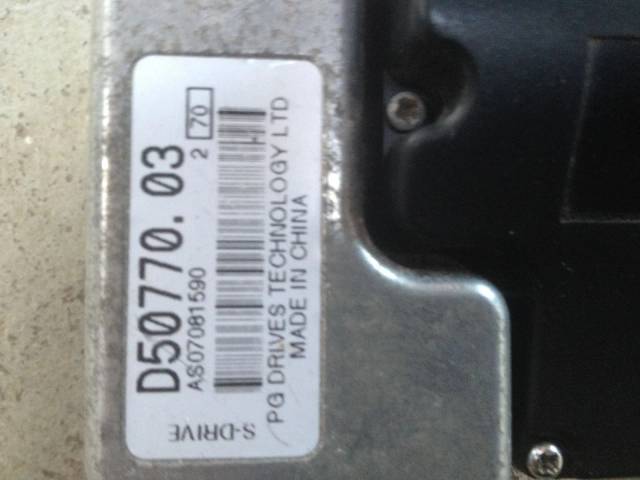 D50770.03
AS07081590
2 70
PG DRIVES TECHNOLOGY LTD
MADE IN CHINA
S-DRIVE